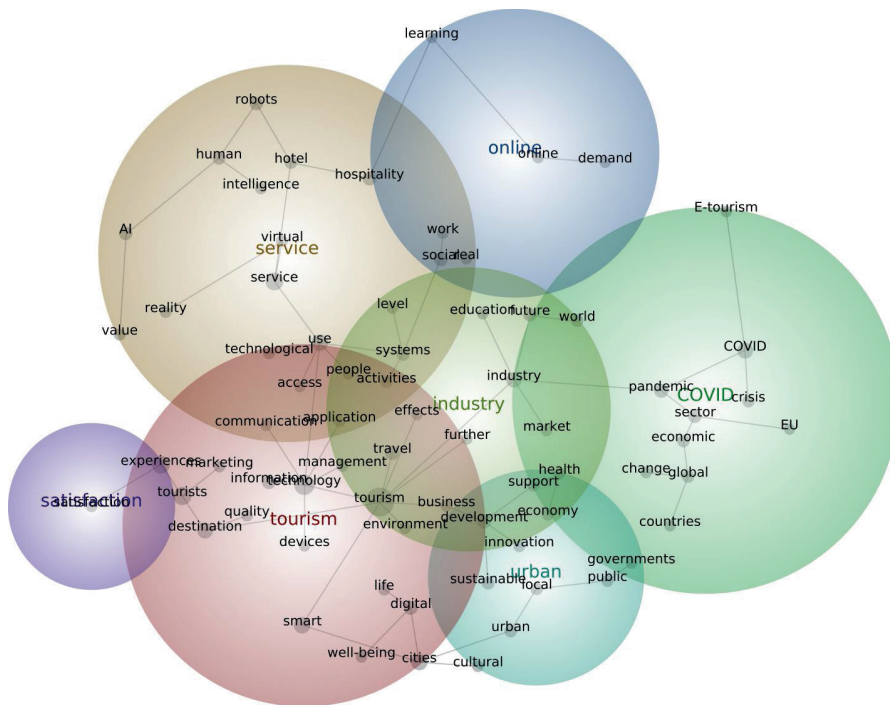 learning
robots
online
online
demand
human
hotel
intelligence
hospitality
E-tourism
AI
virtual
service
work
social
real
service
reality
value
level
education
future
world
use
technological
systems
people
access
activities
industry
industry
COVID
pandemic
COVID
crisis
sector
EU
economic
communication
application
effects
further
market
travel
experiences
marketing
management
information
technology
health
support
change
global
satisfaction
satisfaction
tourists
tourism
business
economy
countries
destination
quality
tourism
environment
development
devices
innovation
governments
urban
public
sustainable
local
life
digital
smart
urban
well-being
cities
cultural